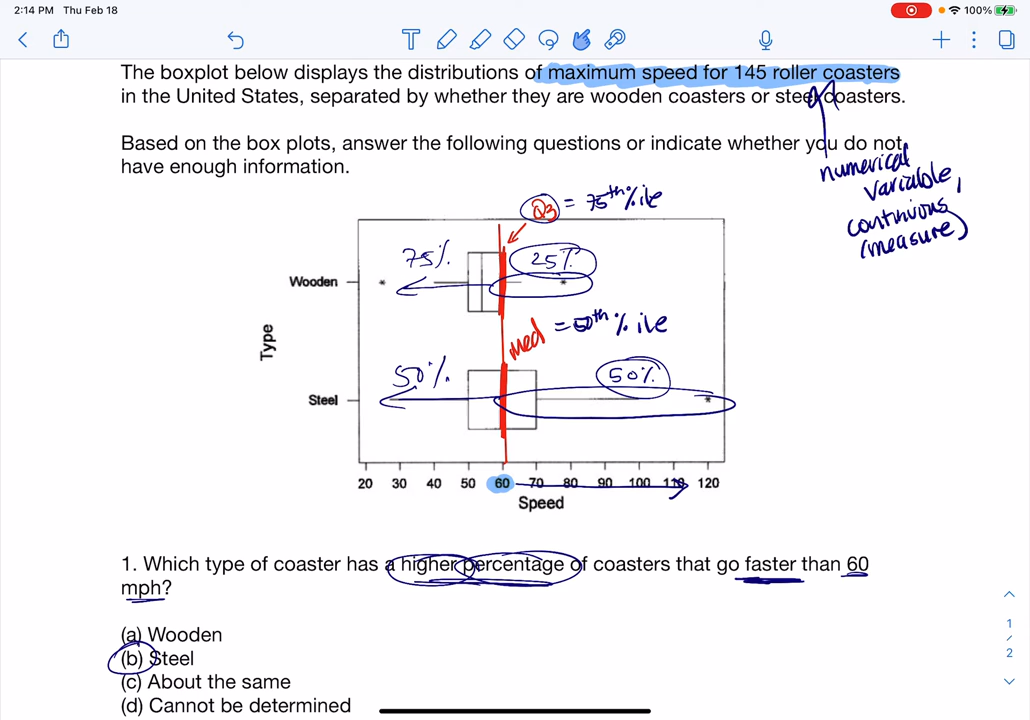 2:14 PM Thu Feb 18
100%
The boxplot below displays the distributions of maximum speed for 145 roller coasters
in the United States, separated by whether they are wooden coasters or steel coasters.
Based on the box plots, answer the following questions or indicate whether you do not
have enough information.
numerical
variable,
continuous
(measure)
Q3 = 75th %ile
75%
25%
Wooden
med = 50th %ile
Type
50%
50%
Steel
20 30 40 50 60 70 80 90 100 110 120
Speed
1. Which type of coaster has a higher percentage of coasters that go faster than 60
mph?
(a) Wooden
(b) Steel
(c) About the same
(d) Cannot be determined
1
/
2